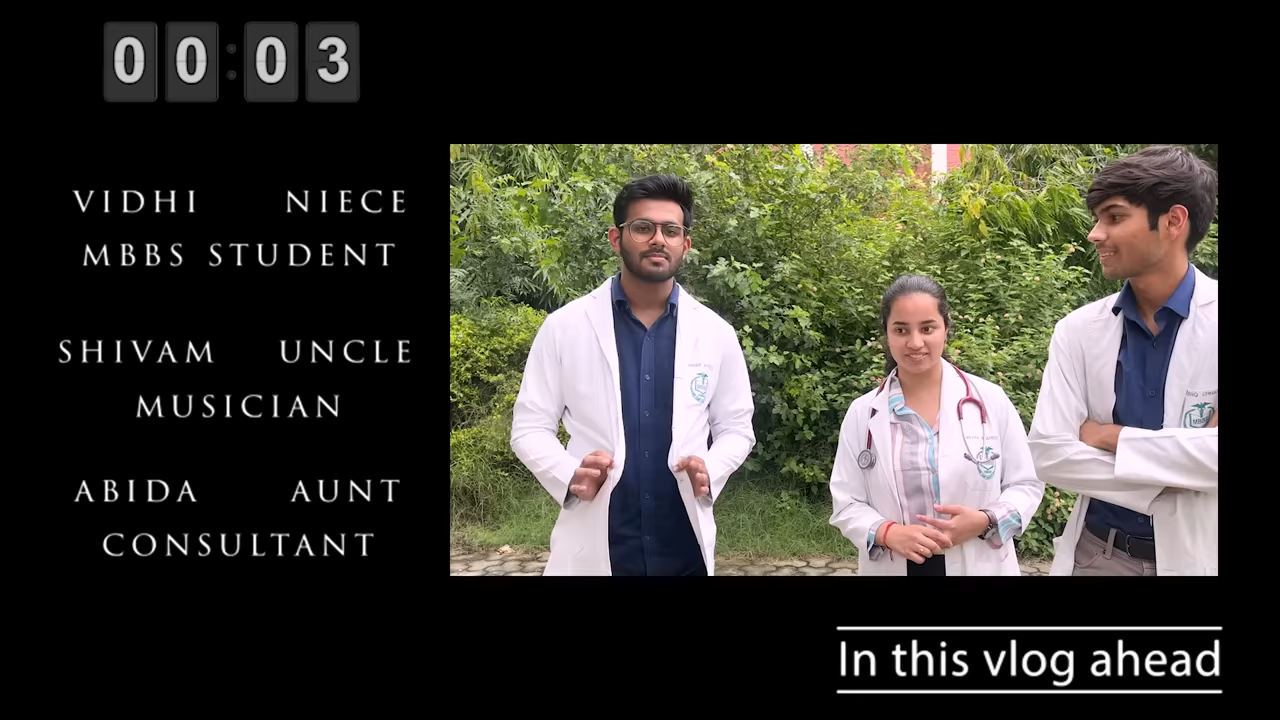 00:03
VIDHI NIECE
MBBS STUDENT
SHIVAM UNCLE
MUSICIAN
ABIDA AUNT
CONSULTANT
In this vlog ahead